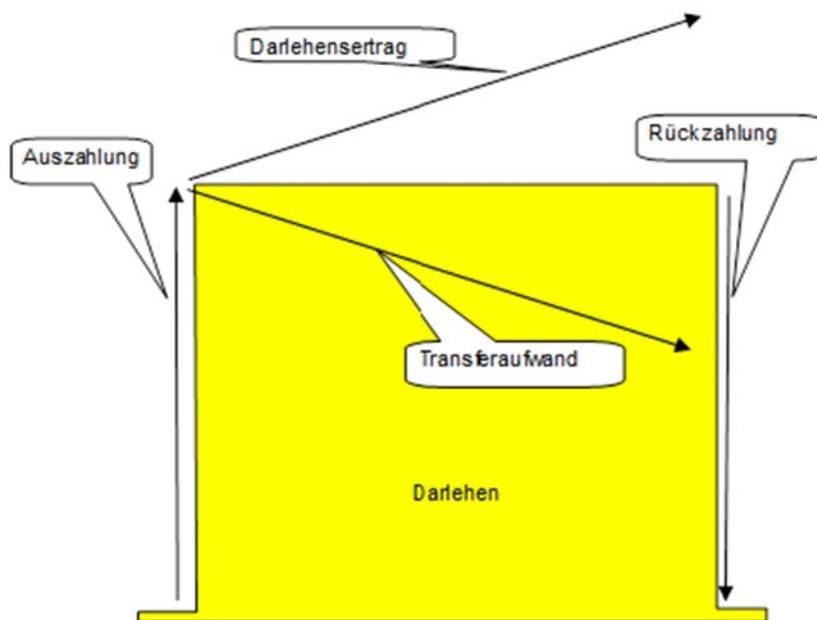 Darlehensertrag
Auszahlung
Rückzahlung
Transferaufwand
Darlehen